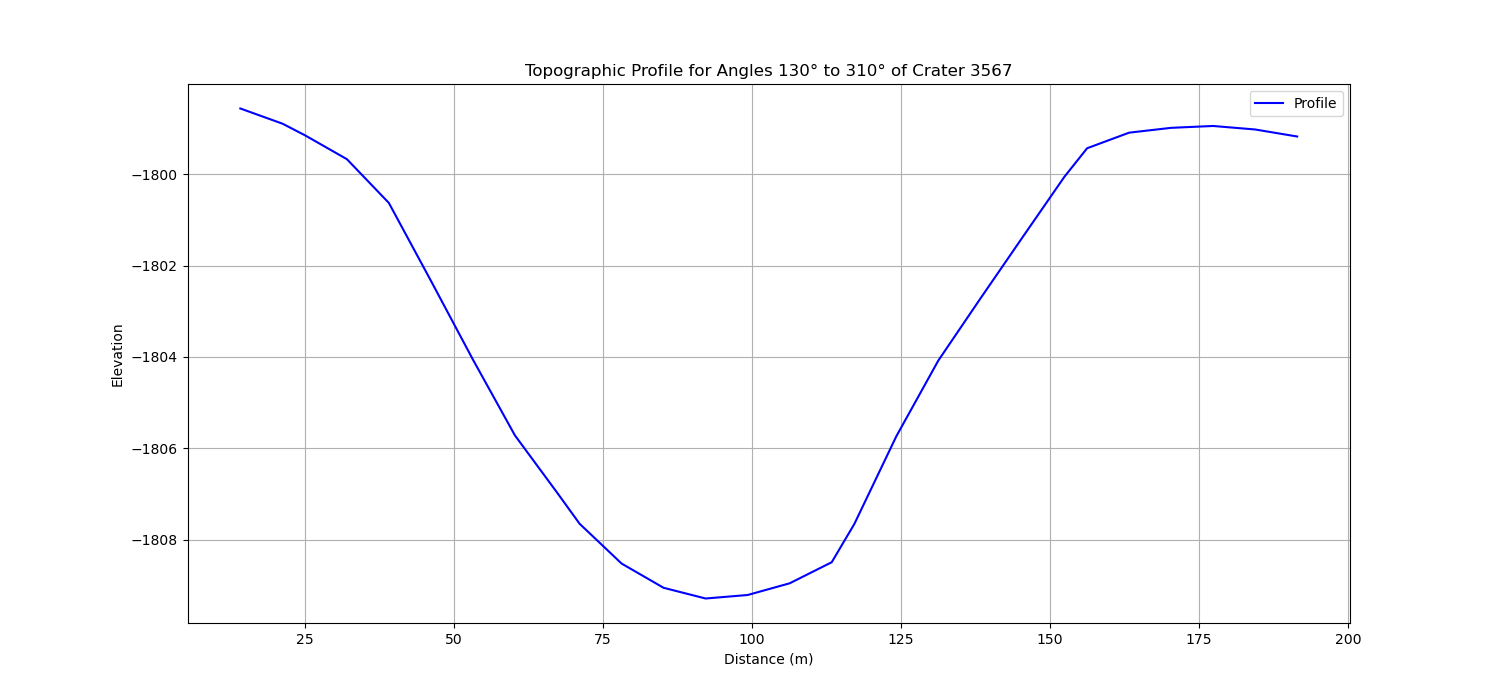 Topographic Profile for Angles 130° to 310° of Crater 3567
Profile
−1800
−1802
−1804
−1806
−1808
Elevation
25 50 75 100 125 150 175 200
Distance (m)